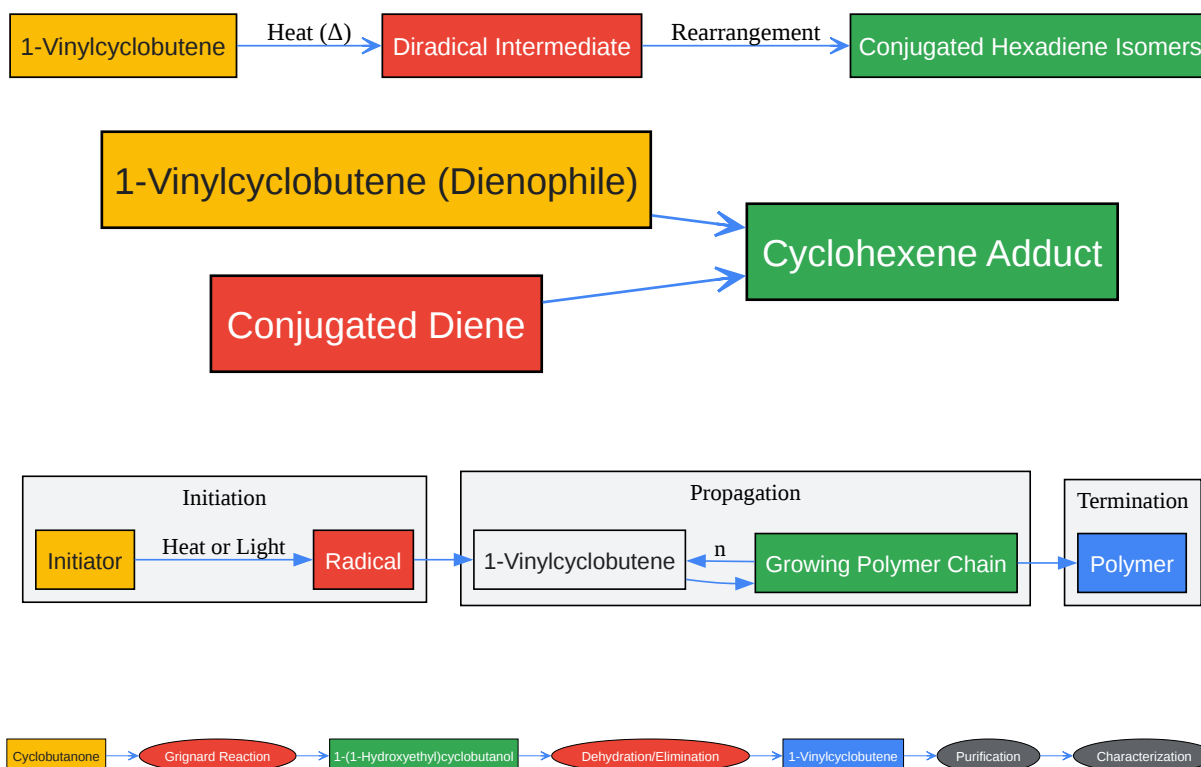 1-Vinylcyclobutene
Heat (Δ)
Diradical Intermediate
Rearrangement
Conjugated Hexadiene Isomers
1-Vinylcyclobutene (Dienophile)
Cyclohexene Adduct
Conjugated Diene
Initiation
Initiator
Heat or Light
Radical
Propagation
1-Vinylcyclobutene
n
Growing Polymer Chain
Termination
Polymer
Cyclobutanone
Grignard Reaction
1-(1-Hydroxyethyl)cyclobutanol
Dehydration/Elimination
1-Vinylcyclobutene
Purification
Characterization